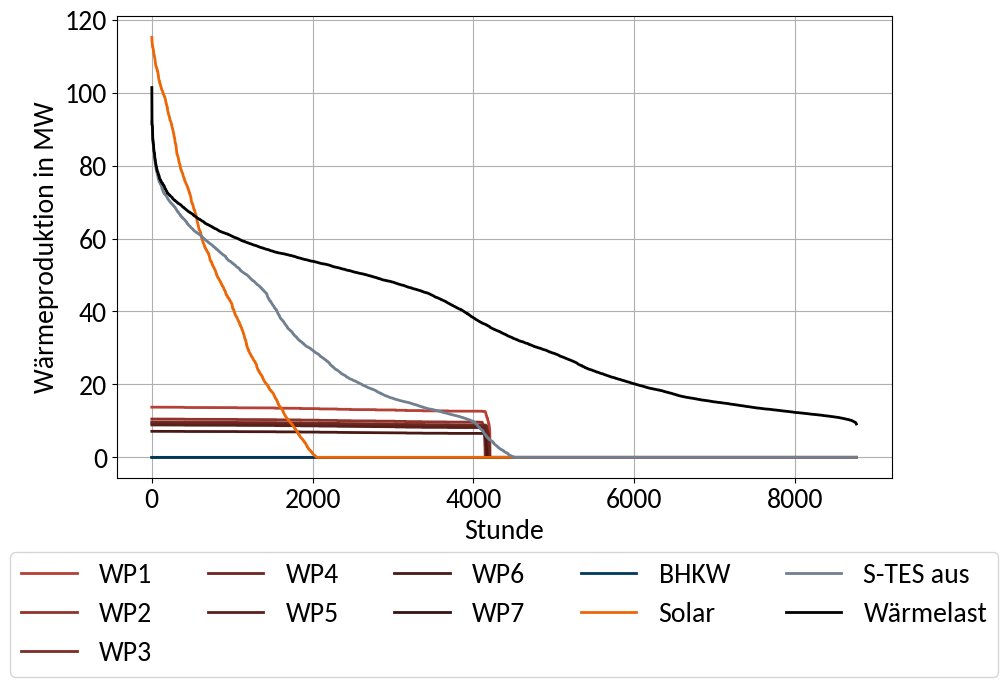 120
100
80
60
40
20
0
Wärmeproduktion in MW
0 2000 4000 6000 8000
Stunde
WP1 WP4 WP6 BHKW S-TES aus
WP2 WP5 WP7 Solar Wärmelast
WP3